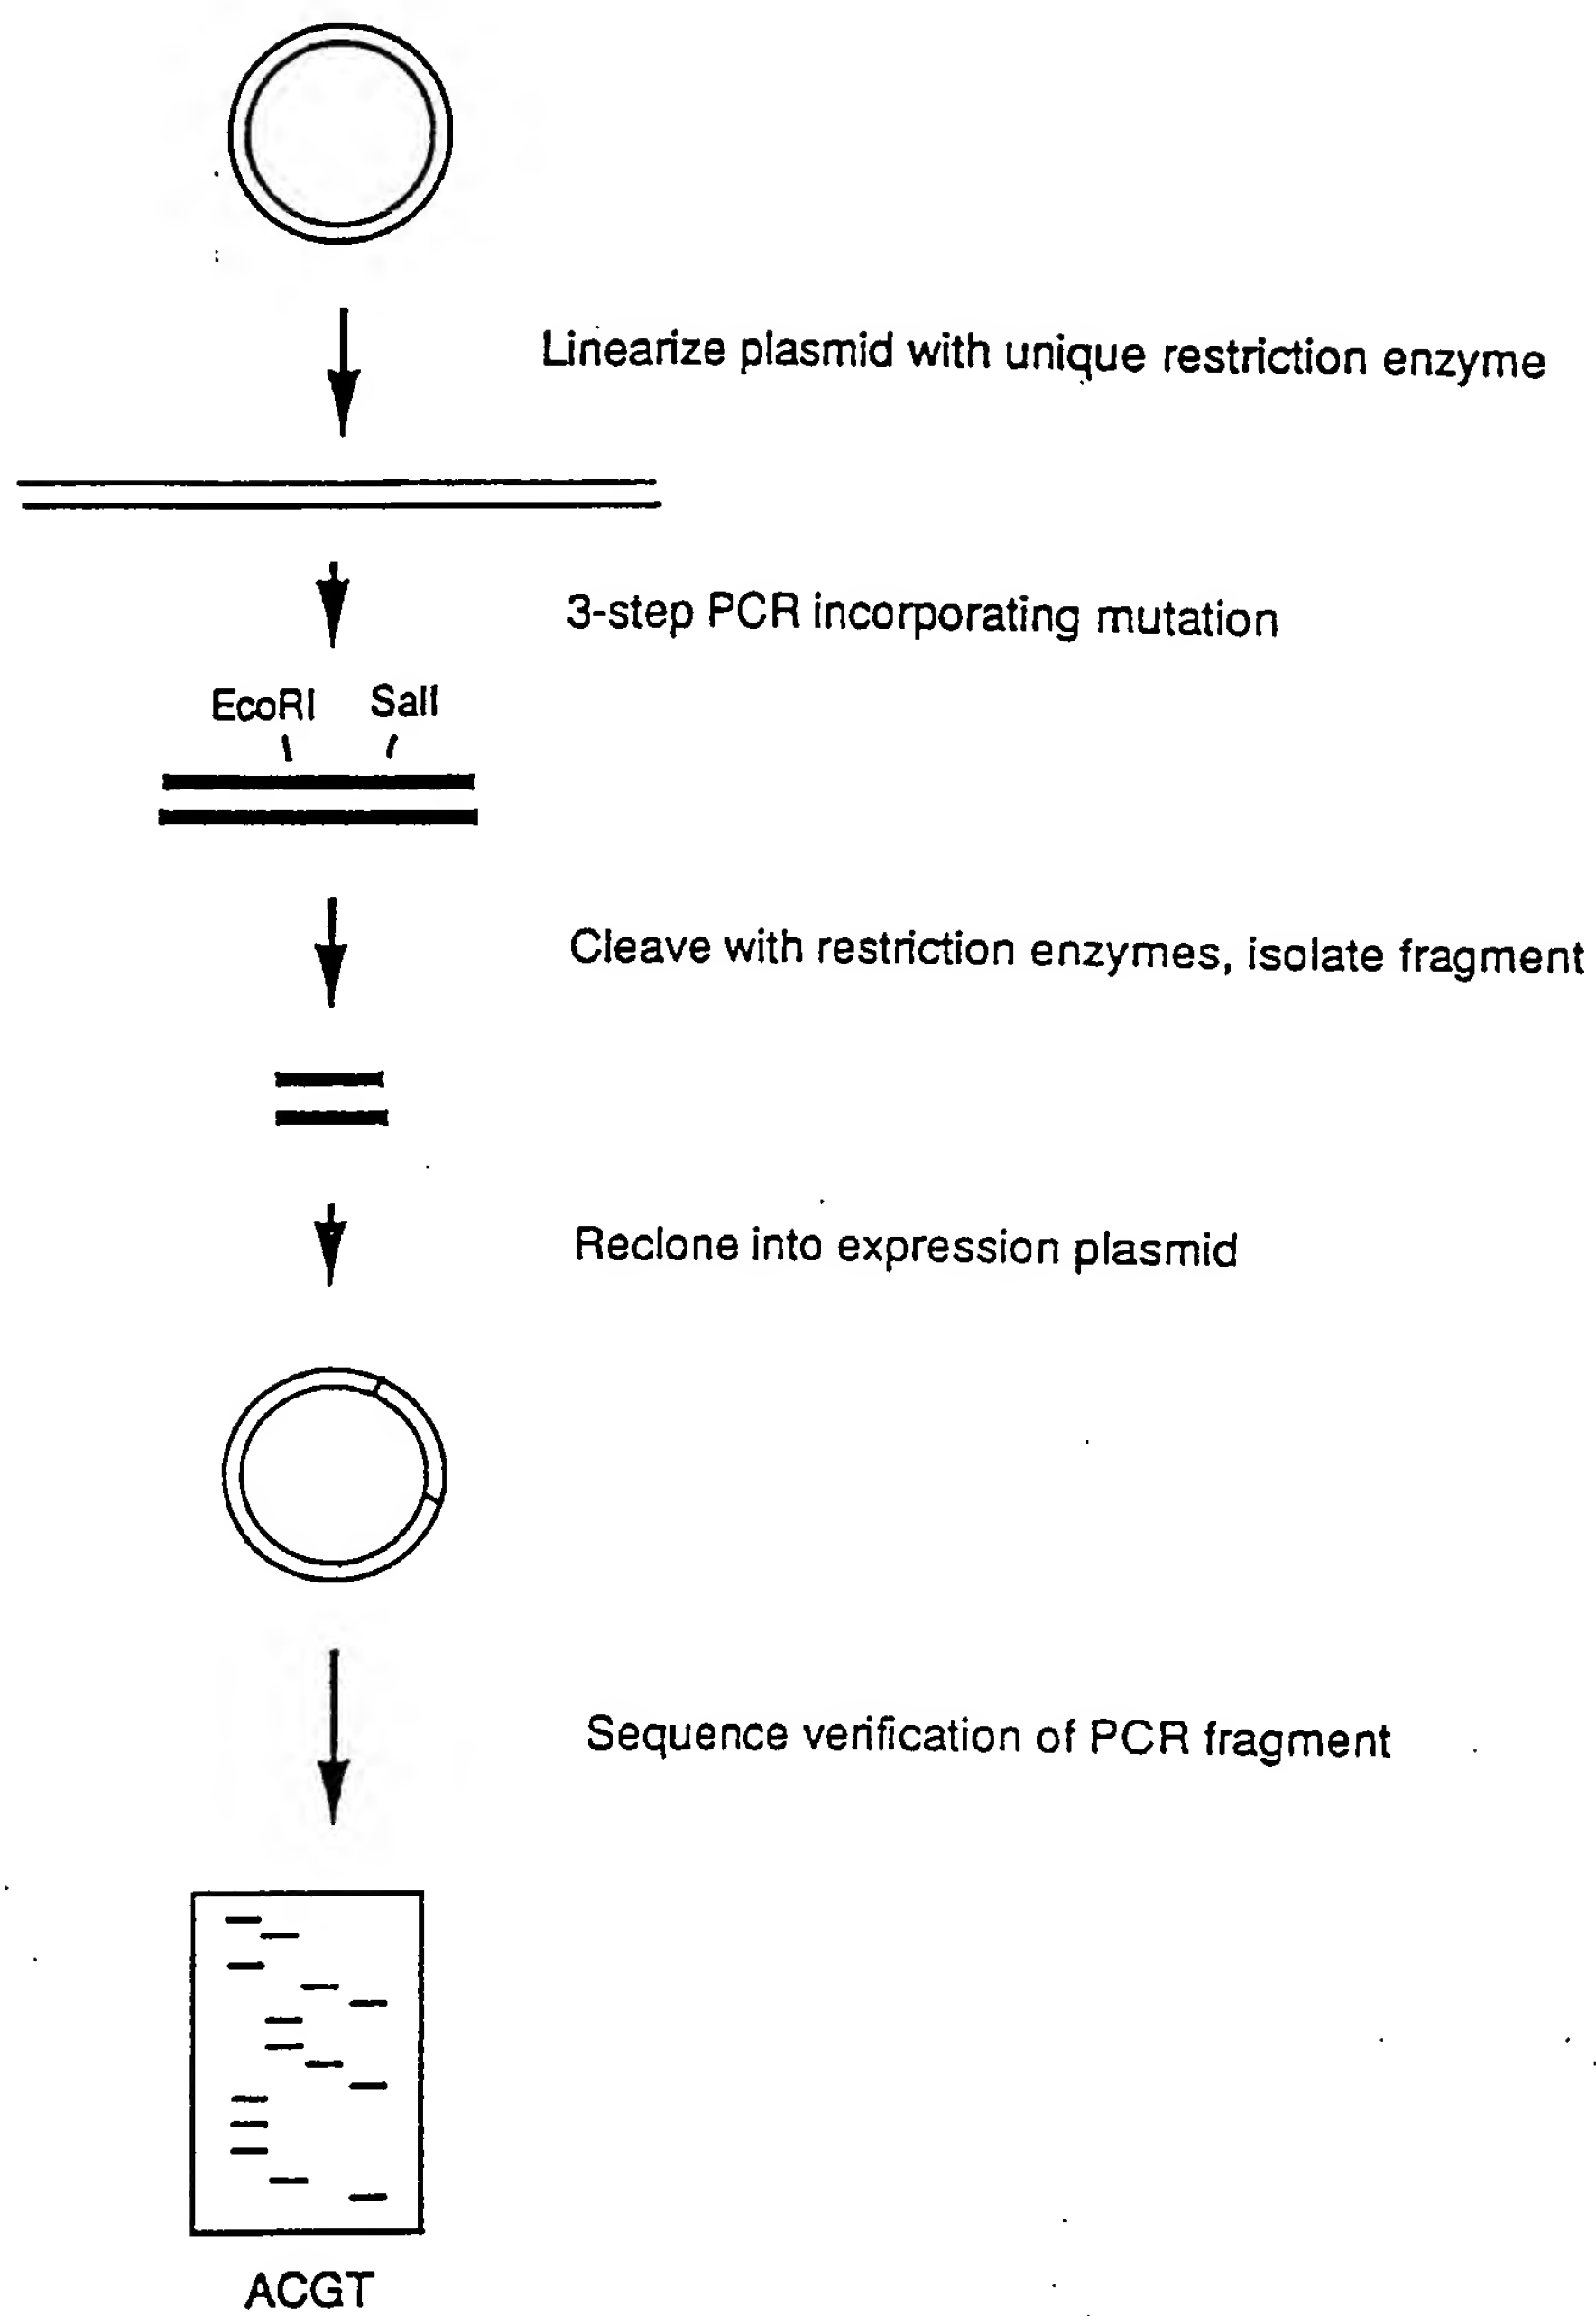 Linearize plasmid with unique restriction enzyme
3-step PCR incorporating mutation
EcoRI SalI
Cleave with restriction enzymes, isolate fragment
Reclone into expression plasmid
Sequence verification of PCR fragment
ACGT